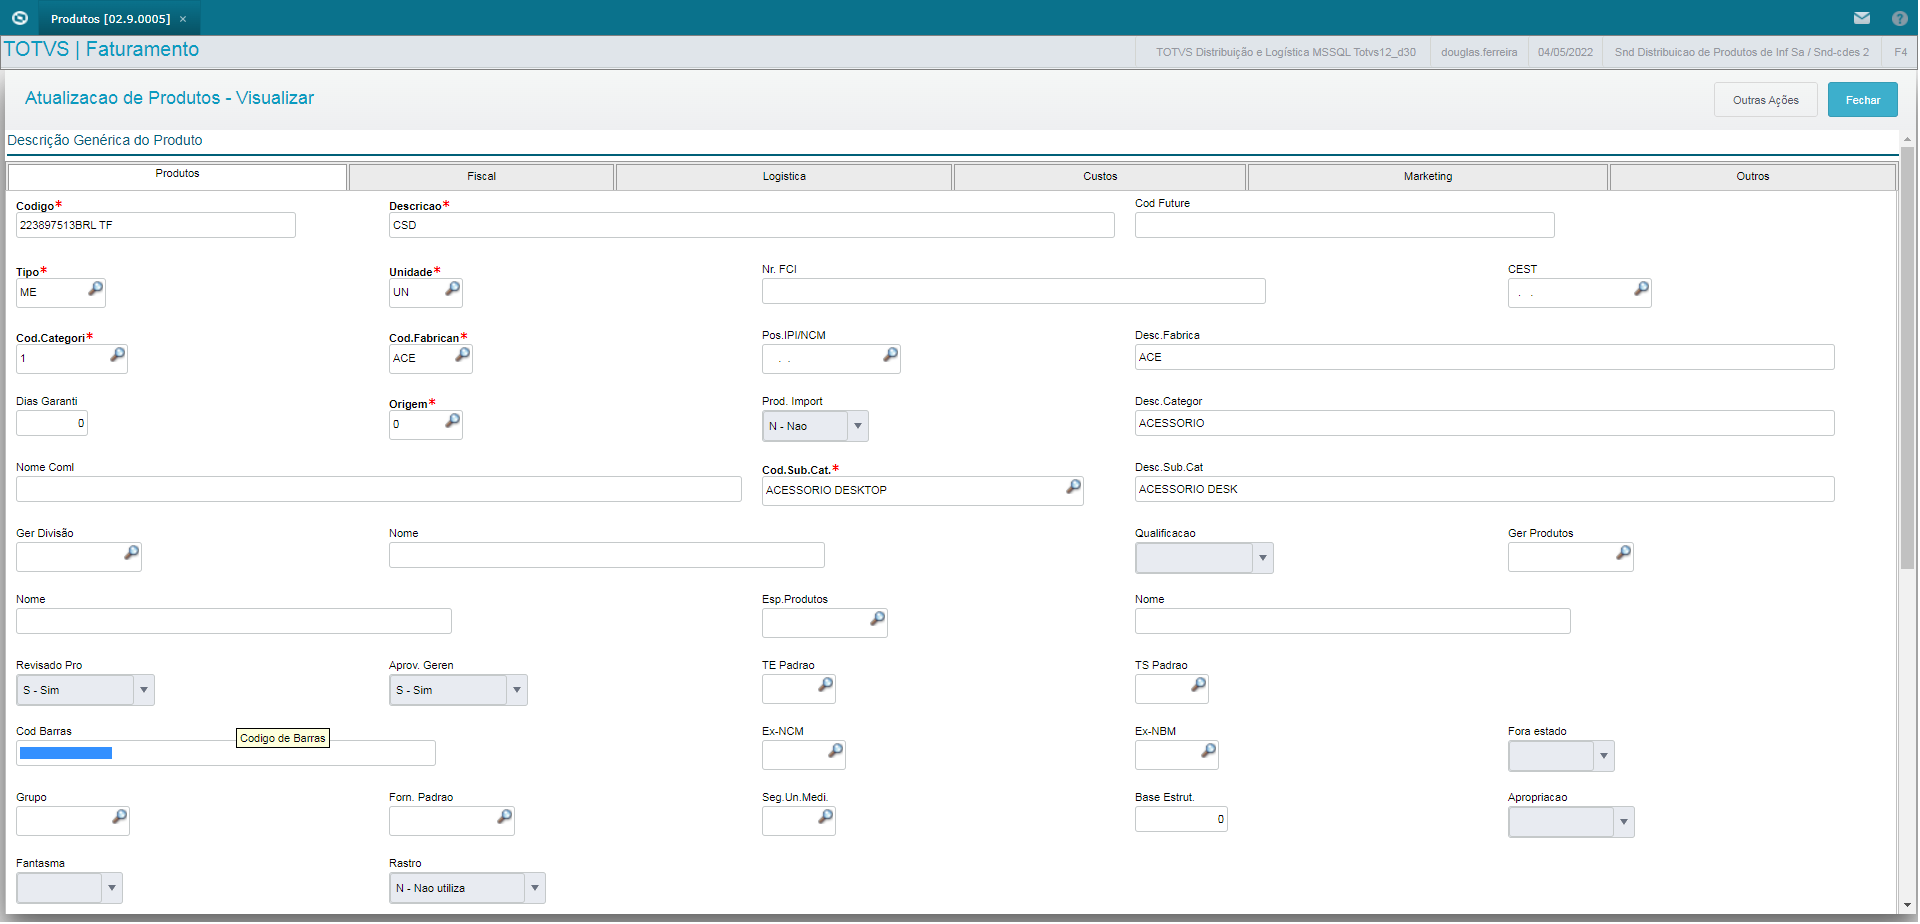 Produtos [02.9.0005] ×
TOTVS | Faturamento
TOTVS Distribuição e Logística MSSQL Totvs12_d30
douglas.ferreira
04/05/2022
Snd Distribuicao de Produtos de Inf Sa / Snd-cdes 2
F4
Atualizacao de Produtos - Visualizar
Outras Ações
Fechar
Descrição Genérica do Produto
Produtos
Fiscal
Logistica
Custos
Marketing
Outros
Codigo*
Descricao*
Cod Future
223897513BRL TF
CSD
Tipo*
Unidade*
Nr. FCI
CEST
ME
UN
. .
Cod.Categori*
Cod.Fabrican*
Pos.IPI/NCM
Desc.Fabrica
1
ACE
. .
ACE
Dias Garanti
Origem*
Prod. Import
Desc.Categor
0
0
N - Nao
ACESSORIO
Nome Coml
Cod.Sub.Cat.*
Desc.Sub.Cat
ACESSORIO DESKTOP
ACESSORIO DESK
Ger Divisão
Nome
Qualificacao
Ger Produtos
Nome
Esp.Produtos
Nome
Revisado Pro
Aprov. Geren
TE Padrao
TS Padrao
S - Sim
S - Sim
Cod Barras
Codigo de Barras
Ex-NCM
Ex-NBM
Fora estado
Grupo
Forn. Padrao
Seg.Un.Medi.
Base Estrut.
Apropriacao
0
Fantasma
Rastro
N - Nao utiliza